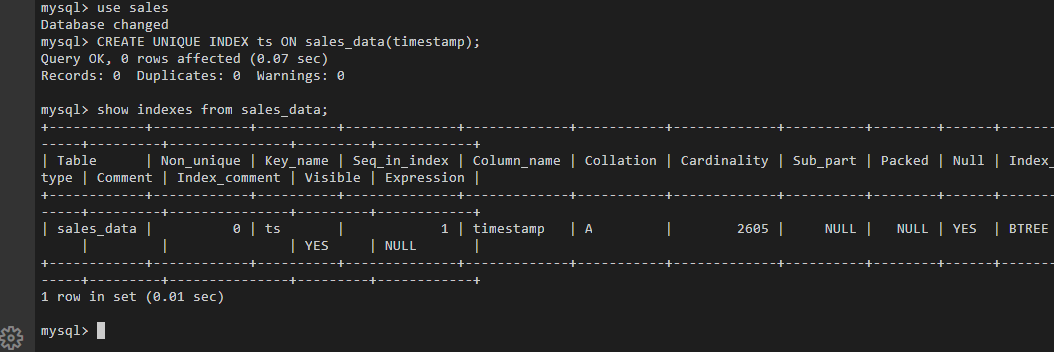 mysql> use sales
Database changed
mysql> CREATE UNIQUE INDEX ts ON sales_data(timestamp);
Query OK, 0 rows affected (0.07 sec)
Records: 0  Duplicates: 0  Warnings: 0
mysql> show indexes from sales_data;
+------------+------------+----------+--------------+-------------+-----------+-------------+----------+--------+------+-------
-----+---------+---------------+---------+------------+
| Table      | Non_unique | Key_name | Seq_in_index | Column_name | Collation | Cardinality | Sub_part | Packed | Null | Index_
type | Comment | Index_comment | Visible | Expression |
+------------+------------+----------+--------------+-------------+-----------+-------------+----------+--------+------+-------
-----+---------+---------------+---------+------------+
| sales_data |          0 | ts       |            1 | timestamp   | A         |        2605 |     NULL |   NULL | YES  | BTREE
     |         |               | YES     | NULL       |
+------------+------------+----------+--------------+-------------+-----------+-------------+----------+--------+------+-------
-----+---------+---------------+---------+------------+
1 row in set (0.01 sec)
mysql>